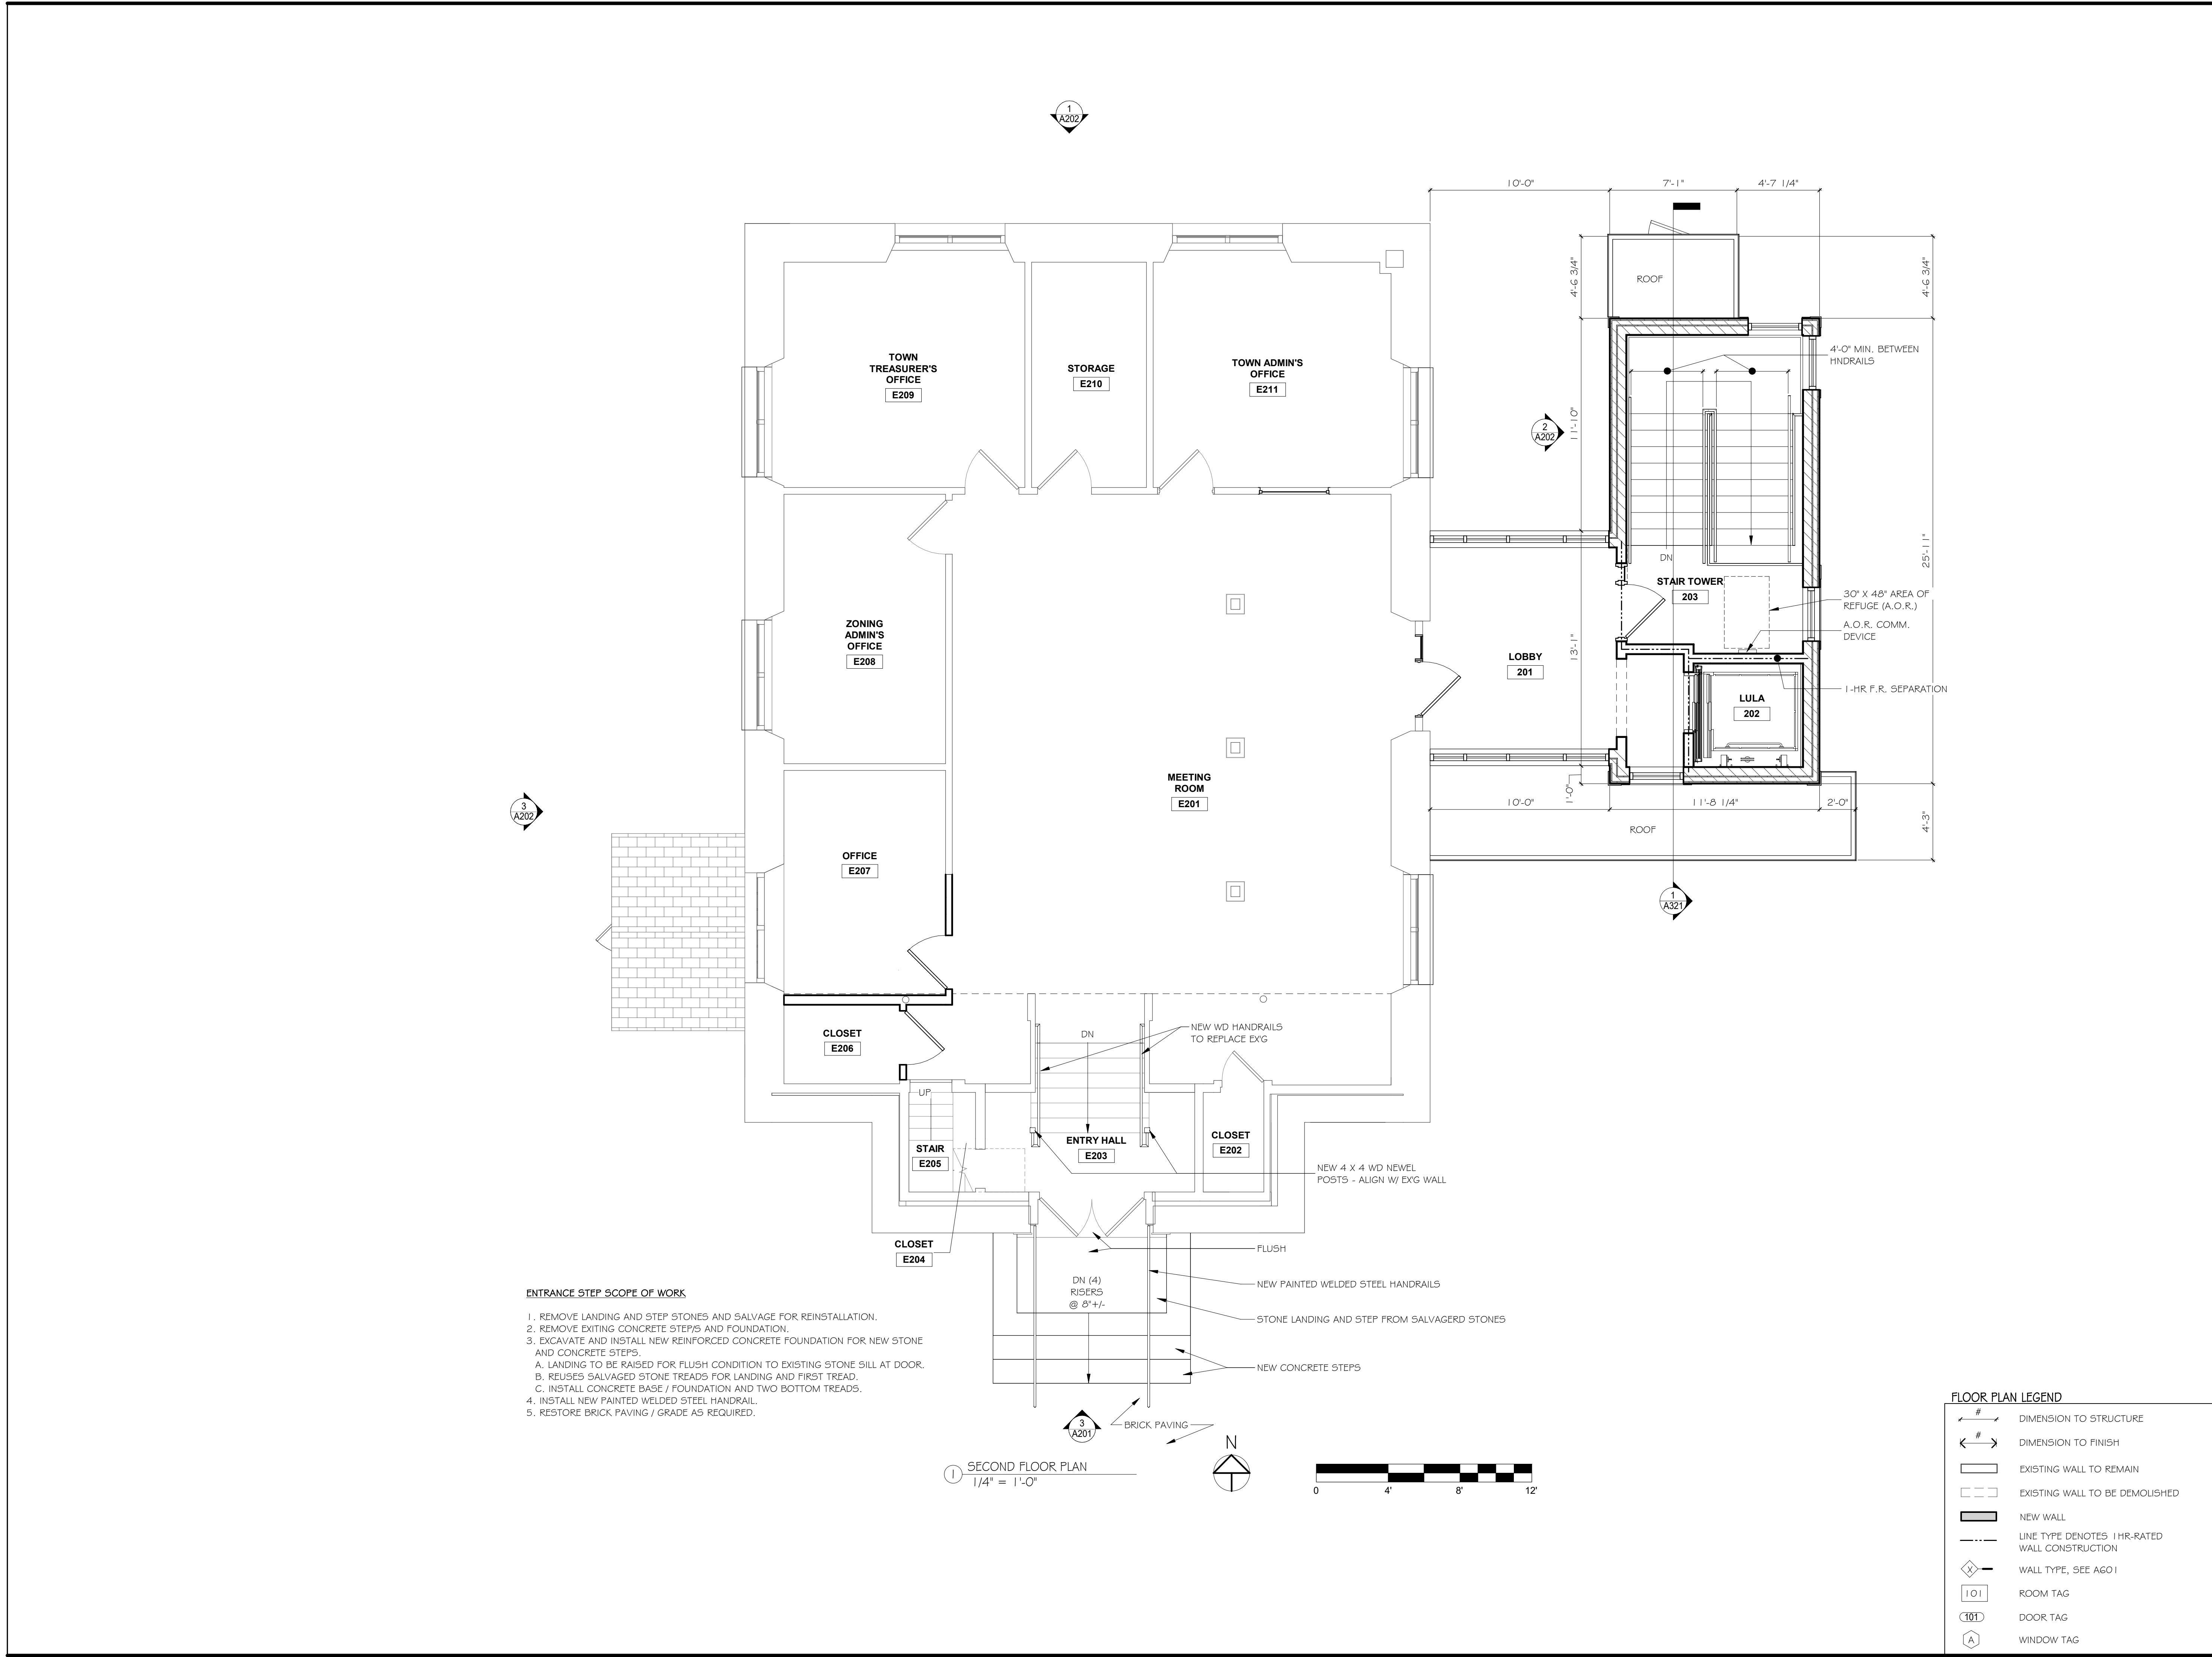 1
A202
10'-0"
7'-1"
4'-7 1/4"
4'-6 3/4"
4'-6 3/4"
ROOF
4'-0" MIN. BETWEEN
HNDRAILS
TOWN
TREASURER'S
OFFICE
E209
STORAGE
E210
TOWN ADMIN'S
OFFICE
E211
2
A202
11'-10"
25'-11"
DN
STAIR TOWER
203
30" X 48" AREA OF
REFUGE (A.O.R.)
A.O.R. COMM.
DEVICE
ZONING
ADMIN'S
OFFICE
E208
LOBBY
201
13'-1"
1-HR F.R. SEPARATION
LULA
202
MEETING
ROOM
E201
3
A202
10'-0"
1'-0"
11'-8 1/4"
2'-0"
4'-3"
ROOF
OFFICE
E207
1
A321
CLOSET
E206
DN
NEW WD HANDRAILS
TO REPLACE EX'G
UP
STAIR
E205
ENTRY HALL
E203
CLOSET
E202
NEW 4 X 4 WD NEWEL
POSTS - ALIGN W/ EX'G WALL
CLOSET
E204
FLUSH
DN (4)
RISERS
@ 8"+/-
NEW PAINTED WELDED STEEL HANDRAILS
STONE LANDING AND STEP FROM SALVAGERD STONES
NEW CONCRETE STEPS
ENTRANCE STEP SCOPE OF WORK
1. REMOVE LANDING AND STEP STONES AND SALVAGE FOR REINSTALLATION.
2. REMOVE EXITING CONCRETE STEP/S AND FOUNDATION.
3. EXCAVATE AND INSTALL NEW REINFORCED CONCRETE FOUNDATION FOR NEW STONE
AND CONCRETE STEPS.
A. LANDING TO BE RAISED FOR FLUSH CONDITION TO EXISTING STONE SILL AT DOOR.
B. REUSES SALVAGED STONE TREADS FOR LANDING AND FIRST TREAD.
C. INSTALL CONCRETE BASE / FOUNDATION AND TWO BOTTOM TREADS.
4. INSTALL NEW PAINTED WELDED STEEL HANDRAIL.
5. RESTORE BRICK PAVING / GRADE AS REQUIRED.
3
A201
BRICK PAVING
1
SECOND FLOOR PLAN
1/4" = 1'-0"
N
0 4' 8' 12'
FLOOR PLAN LEGEND
# DIMENSION TO STRUCTURE
# DIMENSION TO FINISH
EXISTING WALL TO REMAIN
EXISTING WALL TO BE DEMOLISHED
NEW WALL
LINE TYPE DENOTES 1HR-RATED
WALL CONSTRUCTION
X WALL TYPE, SEE A601
101 ROOM TAG
101 DOOR TAG
A WINDOW TAG